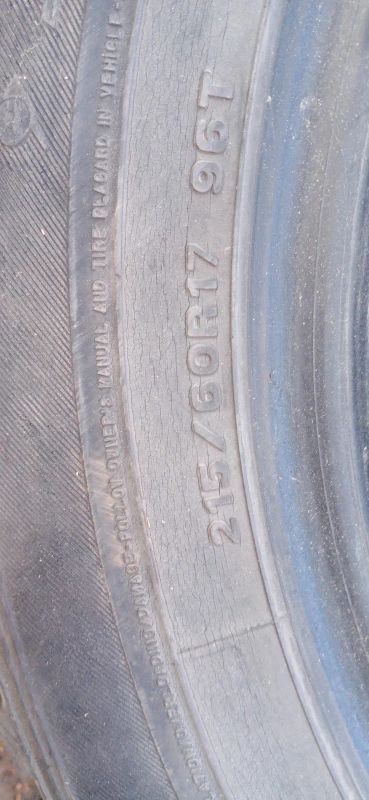 215/60R17 96T
FOLLOW OWNER'S MANUAL AND TIRE PLACARD IN VEHICLE